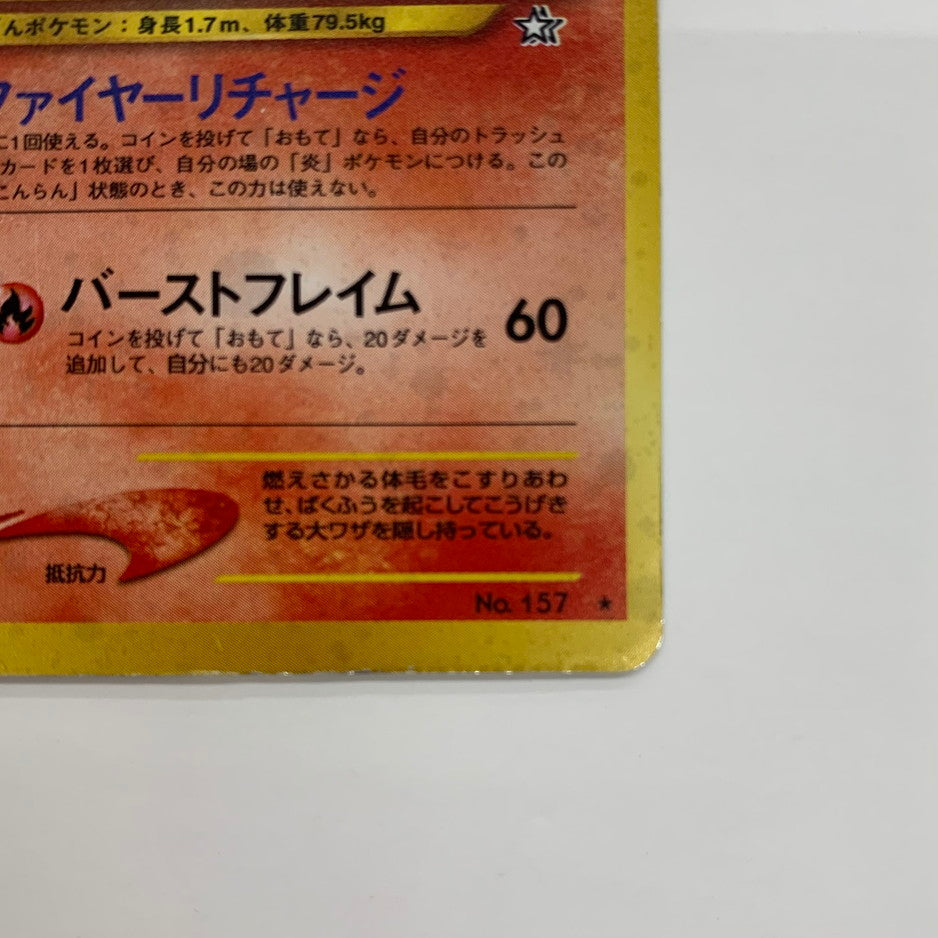 んポケモン：身長1.7m、体重79.5kg
ファイヤーリチャージ
に1回使える。コインを投げて「おもて」なら、自分のトラッシュ
カードを1枚選び、自分の場の「炎」ポケモンにつける。この
こんらん」状態のとき、この力は使えない。
バーストフレイム 60
コインを投げて「おもて」なら、20ダメージを
追加して、自分にも20ダメージ。
燃えさかる体毛をこすりあわ
せ、ばくふうを起こしてこうげき
する大ワザを隠し持っている。
抵抗力
No. 157 ★